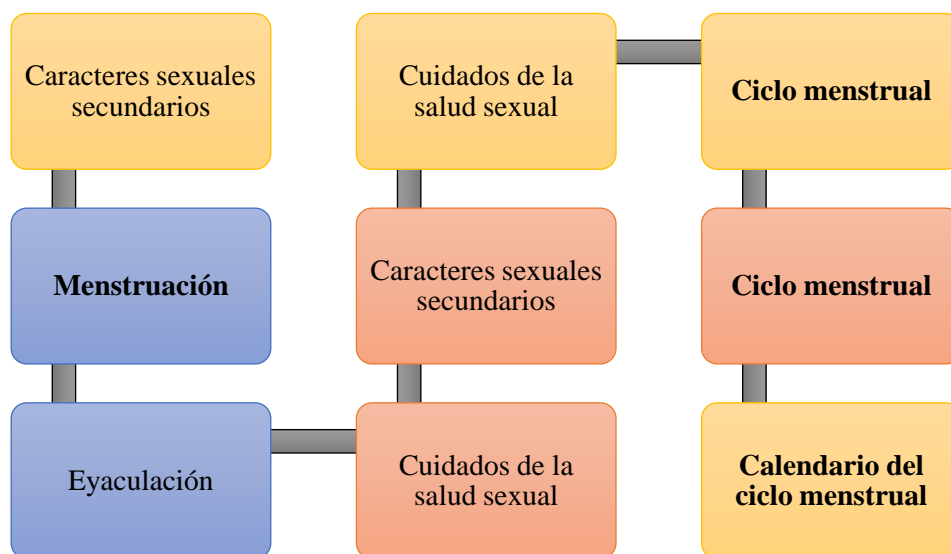 Caracteres sexuales
secundarios
Menstruación
Eyaculación
Cuidados de la
salud sexual
Caracteres sexuales
secundarios
Cuidados de la
salud sexual
Ciclo menstrual
Ciclo menstrual
Calendario del
ciclo menstrual